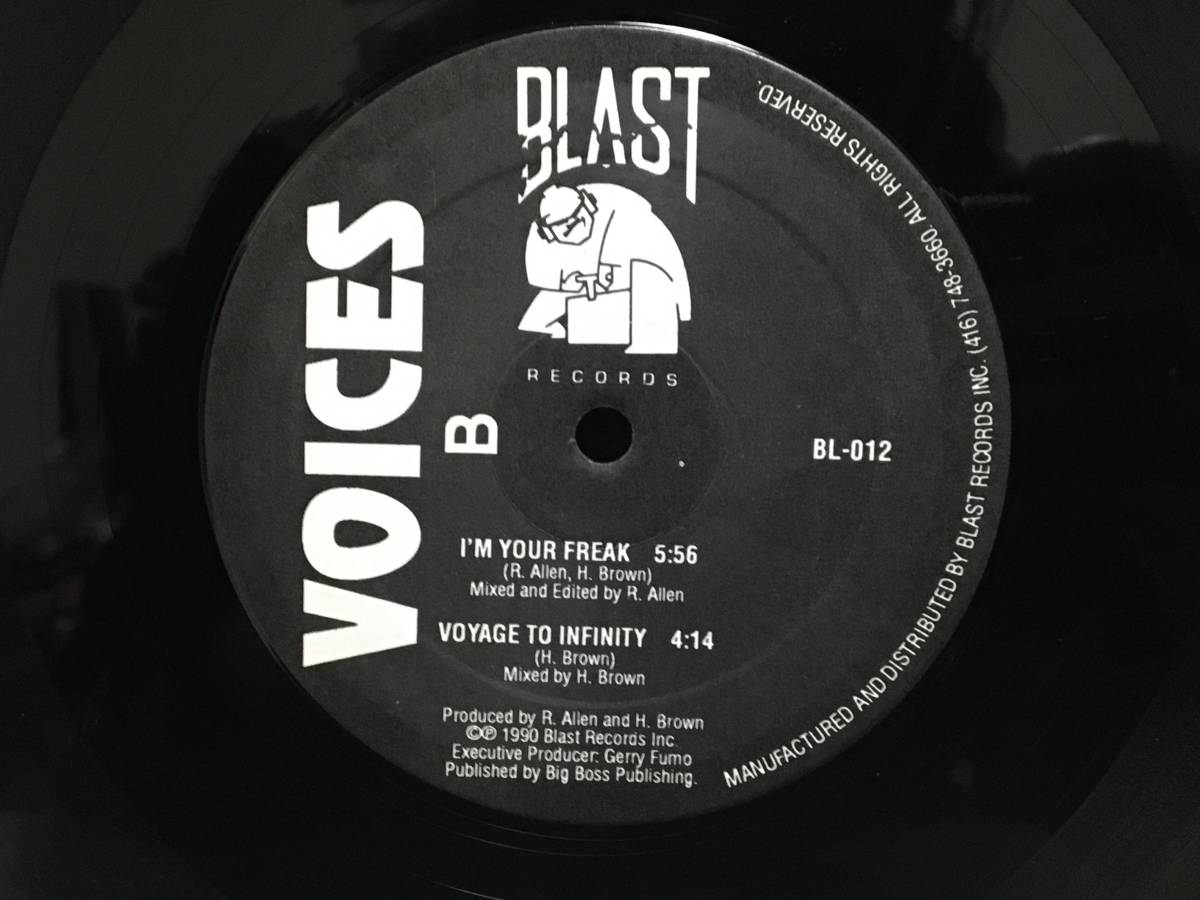 BLAST
RECORDS
VOICES
B
BL-012
I'M YOUR FREAK 5:56
(R. Allen, H. Brown)
Mixed and Edited by R. Allen
VOYAGE TO INFINITY 4:14
(H. Brown)
Mixed by H. Brown
Produced by R. Allen and H. Brown
©℗ 1990 Blast Records Inc.
Executive Producer: Gerry Fumo
Published by Big Boss Publishing.
MANUFACTURED AND DISTRIBUTED BY BLAST RECORDS INC. (416) 748-3660. ALL RIGHTS RESERVED.